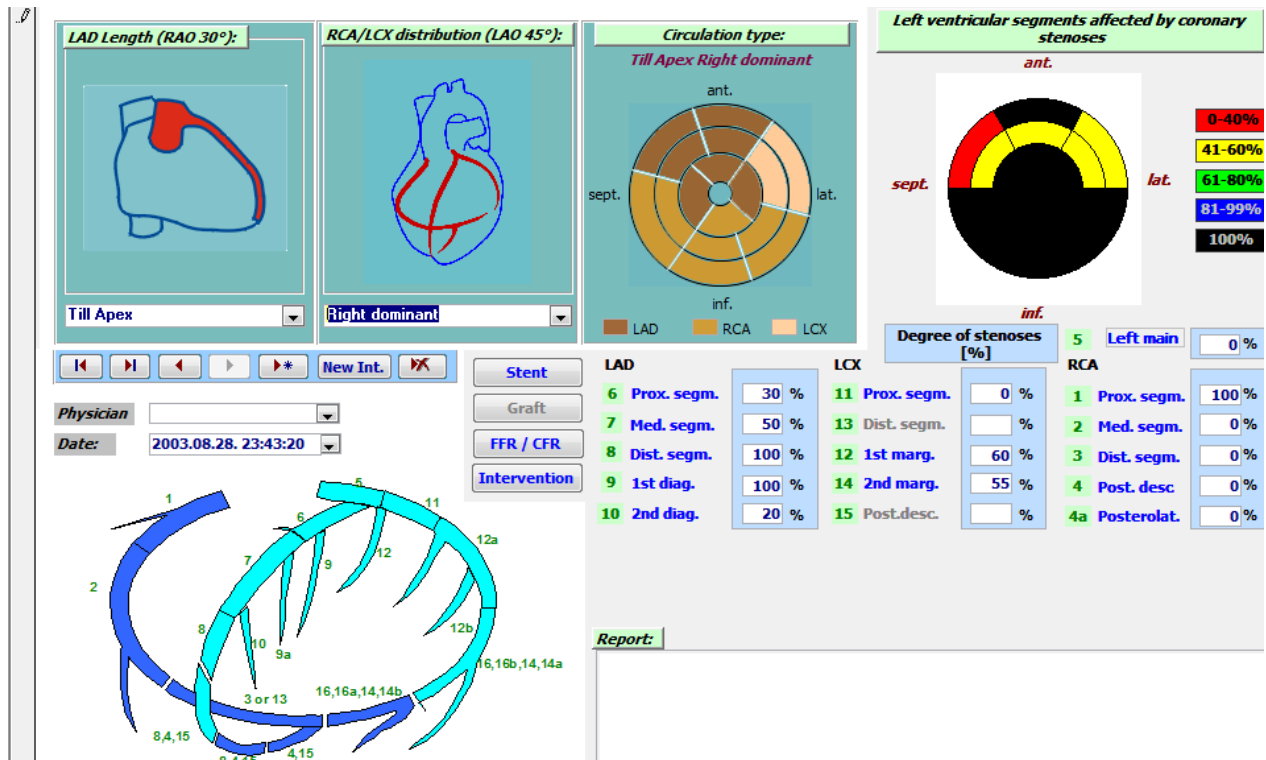 LAD Length (RAO 30°):
Till Apex
RCA/LCX distribution (LAO 45°):
Right dominant
Circulation type:
Till Apex Right dominant
ant.
sept.
lat.
inf.
LAD
RCA
LCX
Left ventricular segments affected by coronary
stenoses
ant.
sept.
lat.
inf.
0-40%
41-60%
61-80%
81-99%
100%
New Int.
Physician
Date:
2003.08.28. 23:43:20
Stent
Graft
FFR / CFR
Intervention
Degree of stenoses
[%]
5 Left main 0 %
LAD
6 Prox. segm. 30 %
7 Med. segm. 50 %
8 Dist. segm. 100 %
9 1st diag. 100 %
10 2nd diag. 20 %
LCX
11 Prox. segm. 0 %
13 Dist. segm. %
12 1st marg. 60 %
14 2nd marg. 55 %
15 Post.desc. %
RCA
1 Prox. segm. 100 %
2 Med. segm. 0 %
3 Dist. segm. 0 %
4 Post. desc 0 %
4a Posterolat. 0 %
1
5
6
11
12a
7
9
12
2
8
10
9a
12b
16,16b,14,14a
3 or 13
16,16a,14,14b
8,4,15
4,15
Report: